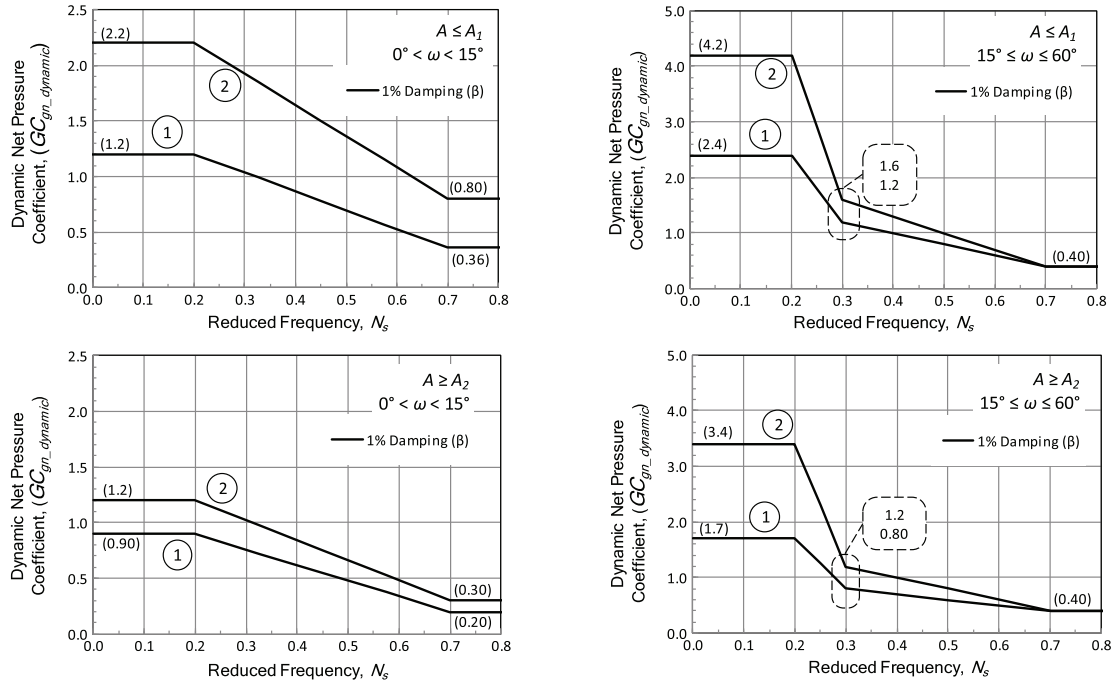 Dynamic Net Pressure
Coefficient, (GC_gn_dynamic)
2.5
2.0
1.5
1.0
0.5
0.0
(2.2)
(1.2)
2
1
A ≤ A₁
0° < ω < 15°
1% Damping (β)
(0.80)
(0.36)
0.0 0.1 0.2 0.3 0.4 0.5 0.6 0.7 0.8
Reduced Frequency, Nₛ
Dynamic Net Pressure
Coefficient, (GC_gn_dynamic)
5.0
4.0
3.0
2.0
1.0
0.0
(4.2)
(2.4)
2
1
A ≤ A₁
15° ≤ ω ≤ 60°
1% Damping (β)
1.6
1.2
(0.40)
0.0 0.1 0.2 0.3 0.4 0.5 0.6 0.7 0.8
Reduced Frequency, Nₛ
Dynamic Net Pressure
Coefficient, (GC_gn_dynamic)
2.5
2.0
1.5
1.0
0.5
0.0
(1.2)
(0.90)
2
1
A ≥ A₂
0° < ω < 15°
1% Damping (β)
(0.30)
(0.20)
0.0 0.1 0.2 0.3 0.4 0.5 0.6 0.7 0.8
Reduced Frequency, Nₛ
Dynamic Net Pressure
Coefficient, (GC_gn_dynamic)
5.0
4.0
3.0
2.0
1.0
0.0
(3.4)
(1.7)
2
1
A ≥ A₂
15° ≤ ω ≤ 60°
1% Damping (β)
1.2
0.80
(0.40)
0.0 0.1 0.2 0.3 0.4 0.5 0.6 0.7 0.8
Reduced Frequency, Nₛ